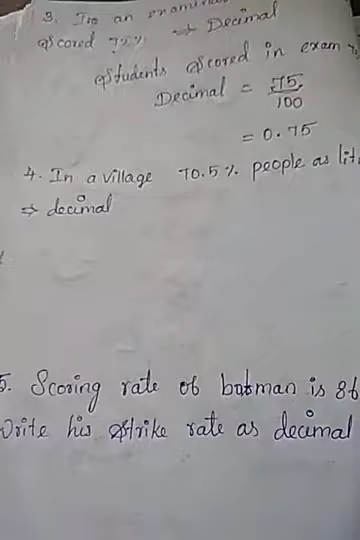 3. In an
scored 75% ⇒ Decimal
Students Scored in exam %
Decimal = 75/100
= 0.75
4. In a village 70.5% people as lit
⇒ decimal
5. Scoring rate of batman is 86
Write his strike rate as decimal